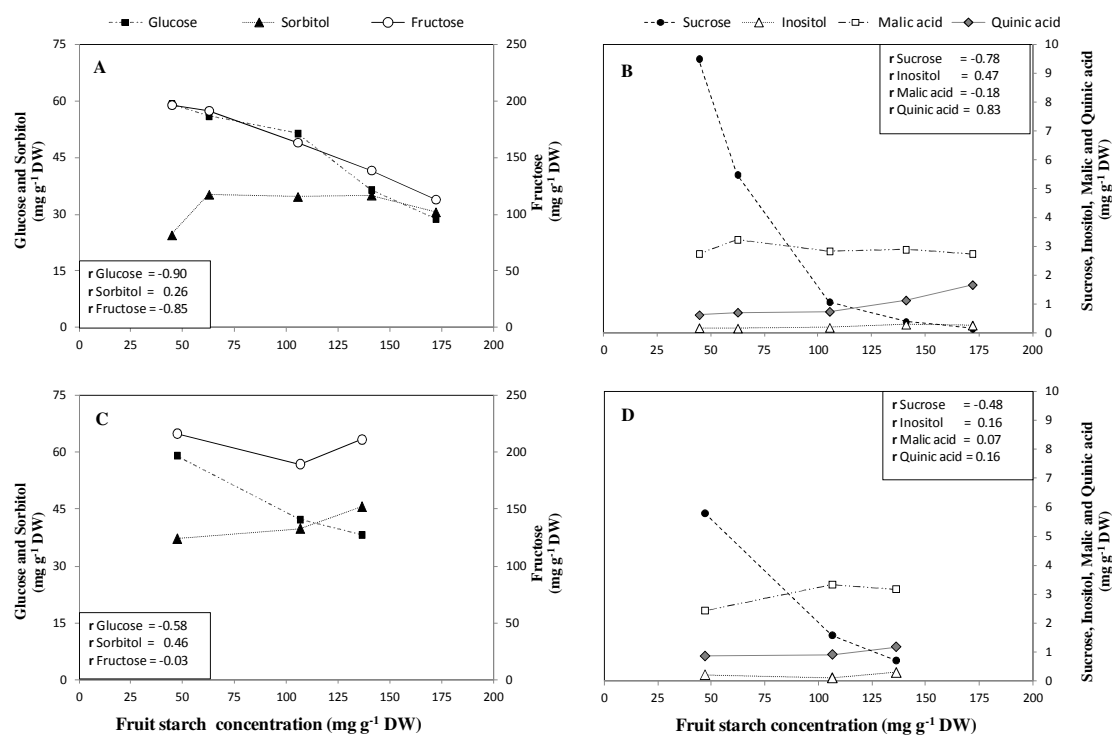 Glucose Sorbitol Fructose
Sucrose Inositol Malic acid Quinic acid
A
75
60
45
30
15
0
Glucose and Sorbitol
(mg g⁻¹ DW)
250
200
150
100
50
0
Fructose
(mg g⁻¹ DW)
r Glucose = -0.90
r Sorbitol = 0.26
r Fructose = -0.85
0 25 50 75 100 125 150 175 200
B
r Sucrose = -0.78
r Inositol = 0.47
r Malic acid = -0.18
r Quinic acid = 0.83
10
9
8
7
6
5
4
3
2
1
0
Sucrose, Inositol, Malic and Quinic acid
(mg g⁻¹ DW)
0 25 50 75 100 125 150 175 200
C
75
60
45
30
15
0
Glucose and Sorbitol
(mg g⁻¹ DW)
250
200
150
100
50
0
Fructose
(mg g⁻¹ DW)
r Glucose = -0.58
r Sorbitol = 0.46
r Fructose = -0.03
0 25 50 75 100 125 150 175 200
Fruit starch concentration (mg g⁻¹ DW)
D
r Sucrose = -0.48
r Inositol = 0.16
r Malic acid = 0.07
r Quinic acid = 0.16
10
9
8
7
6
5
4
3
2
1
0
Sucrose, Inositol, Malic and Quinic acid
(mg g⁻¹ DW)
0 25 50 75 100 125 150 175 200
Fruit starch concentration (mg g⁻¹ DW)